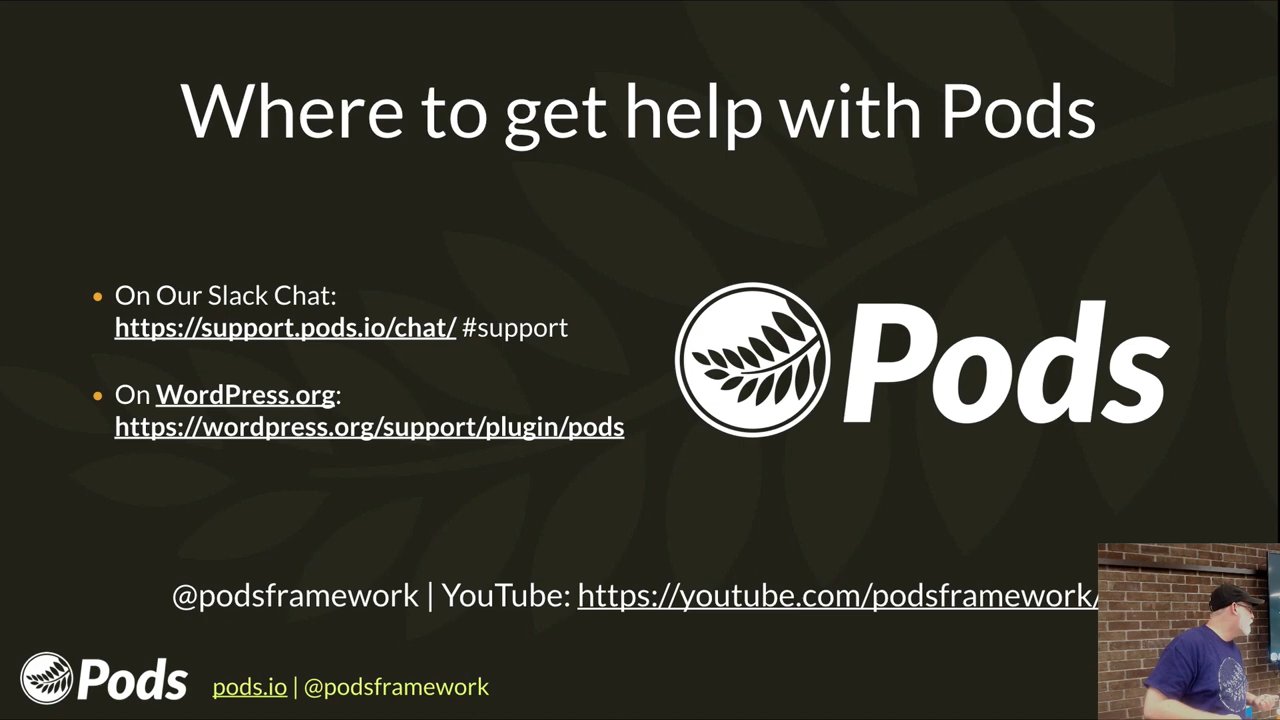 Where to get help with Pods
• On Our Slack Chat:
https://support.pods.io/chat/ #support
• On WordPress.org:
https://wordpress.org/support/plugin/pods
Pods
@podsframework | YouTube: https://youtube.com/podsframework/
Pods
pods.io | @podsframework